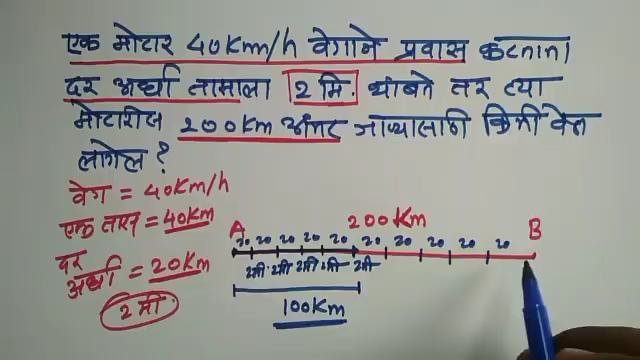 एक मोटार 40Km/h वेगाने प्रवास करताना
दर अर्ध्या तासाला 2 मि. थांबते तर त्या
मोटारीस 200Km अंतर जाण्यासाठी किती वेळ
लागेल ?
वेग = 40Km/h
एक तास = 40Km
दर
अर्ध्या = 20Km
2 मी
A 200Km B
20 20 20 20 20 20 20 20 20 20
2मी 2मी 2मी 2मी 2मी
100Km